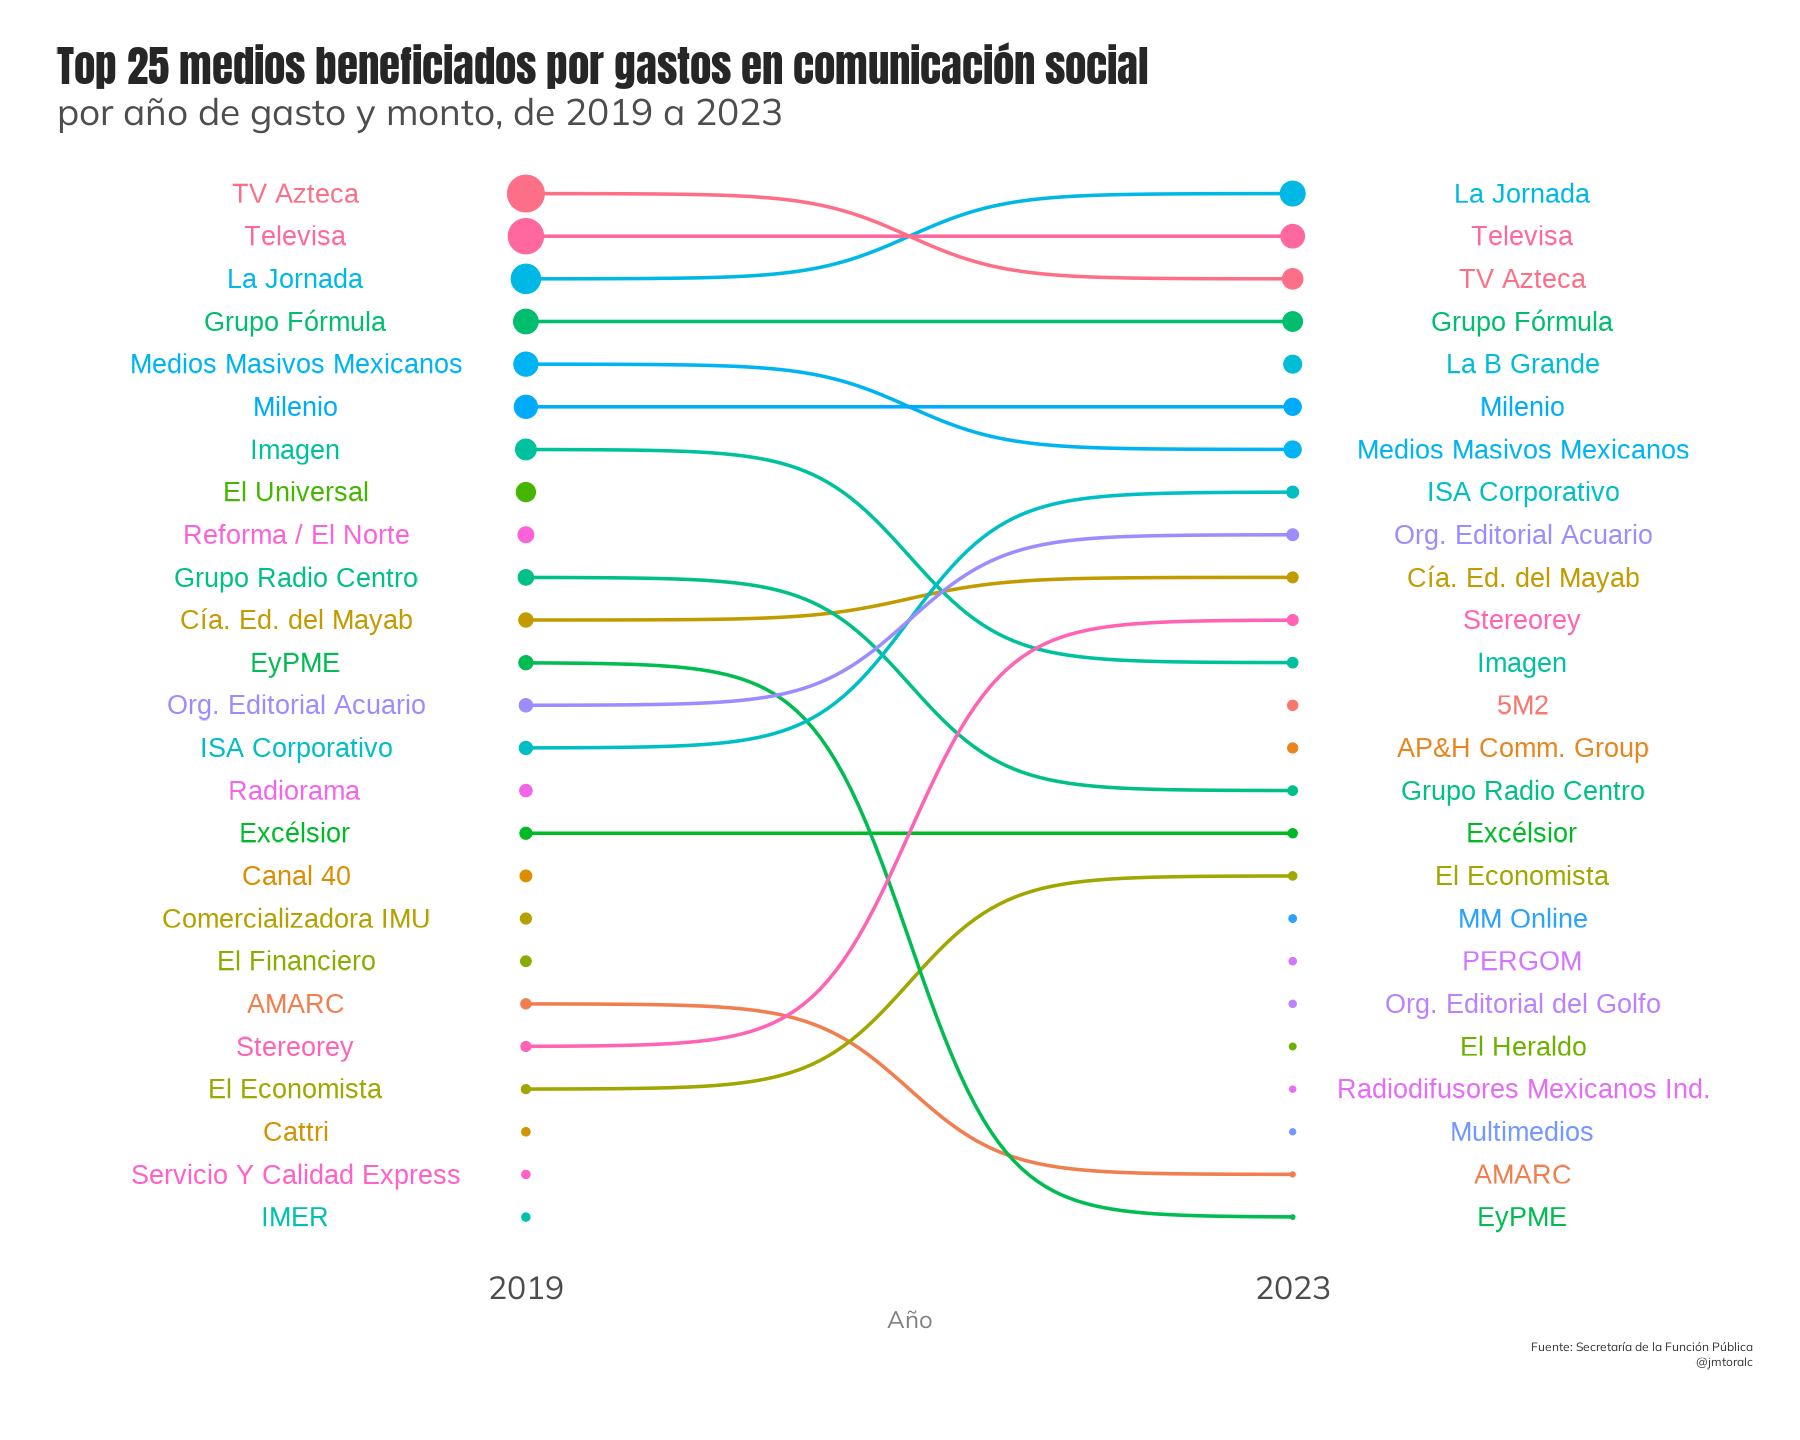 Top 25 medios beneficiados por gastos en comunicación social
por año de gasto y monto, de 2019 a 2023
TV Azteca
Televisa
La Jornada
Grupo Fórmula
Medios Masivos Mexicanos
Milenio
Imagen
El Universal
Reforma / El Norte
Grupo Radio Centro
Cía. Ed. del Mayab
EyPME
Org. Editorial Acuario
ISA Corporativo
Radiorama
Excélsior
Canal 40
Comercializadora IMU
El Financiero
AMARC
Stereorey
El Economista
Cattri
Servicio Y Calidad Express
IMER
La Jornada
Televisa
TV Azteca
Grupo Fórmula
La B Grande
Milenio
Medios Masivos Mexicanos
ISA Corporativo
Org. Editorial Acuario
Cía. Ed. del Mayab
Stereorey
Imagen
5M2
AP&H Comm. Group
Grupo Radio Centro
Excélsior
El Economista
MM Online
PERGOM
Org. Editorial del Golfo
El Heraldo
Radiodifusores Mexicanos Ind.
Multimedios
AMARC
EyPME
2019
2023
Año
Fuente: Secretaría de la Función Pública
@jmtoralc